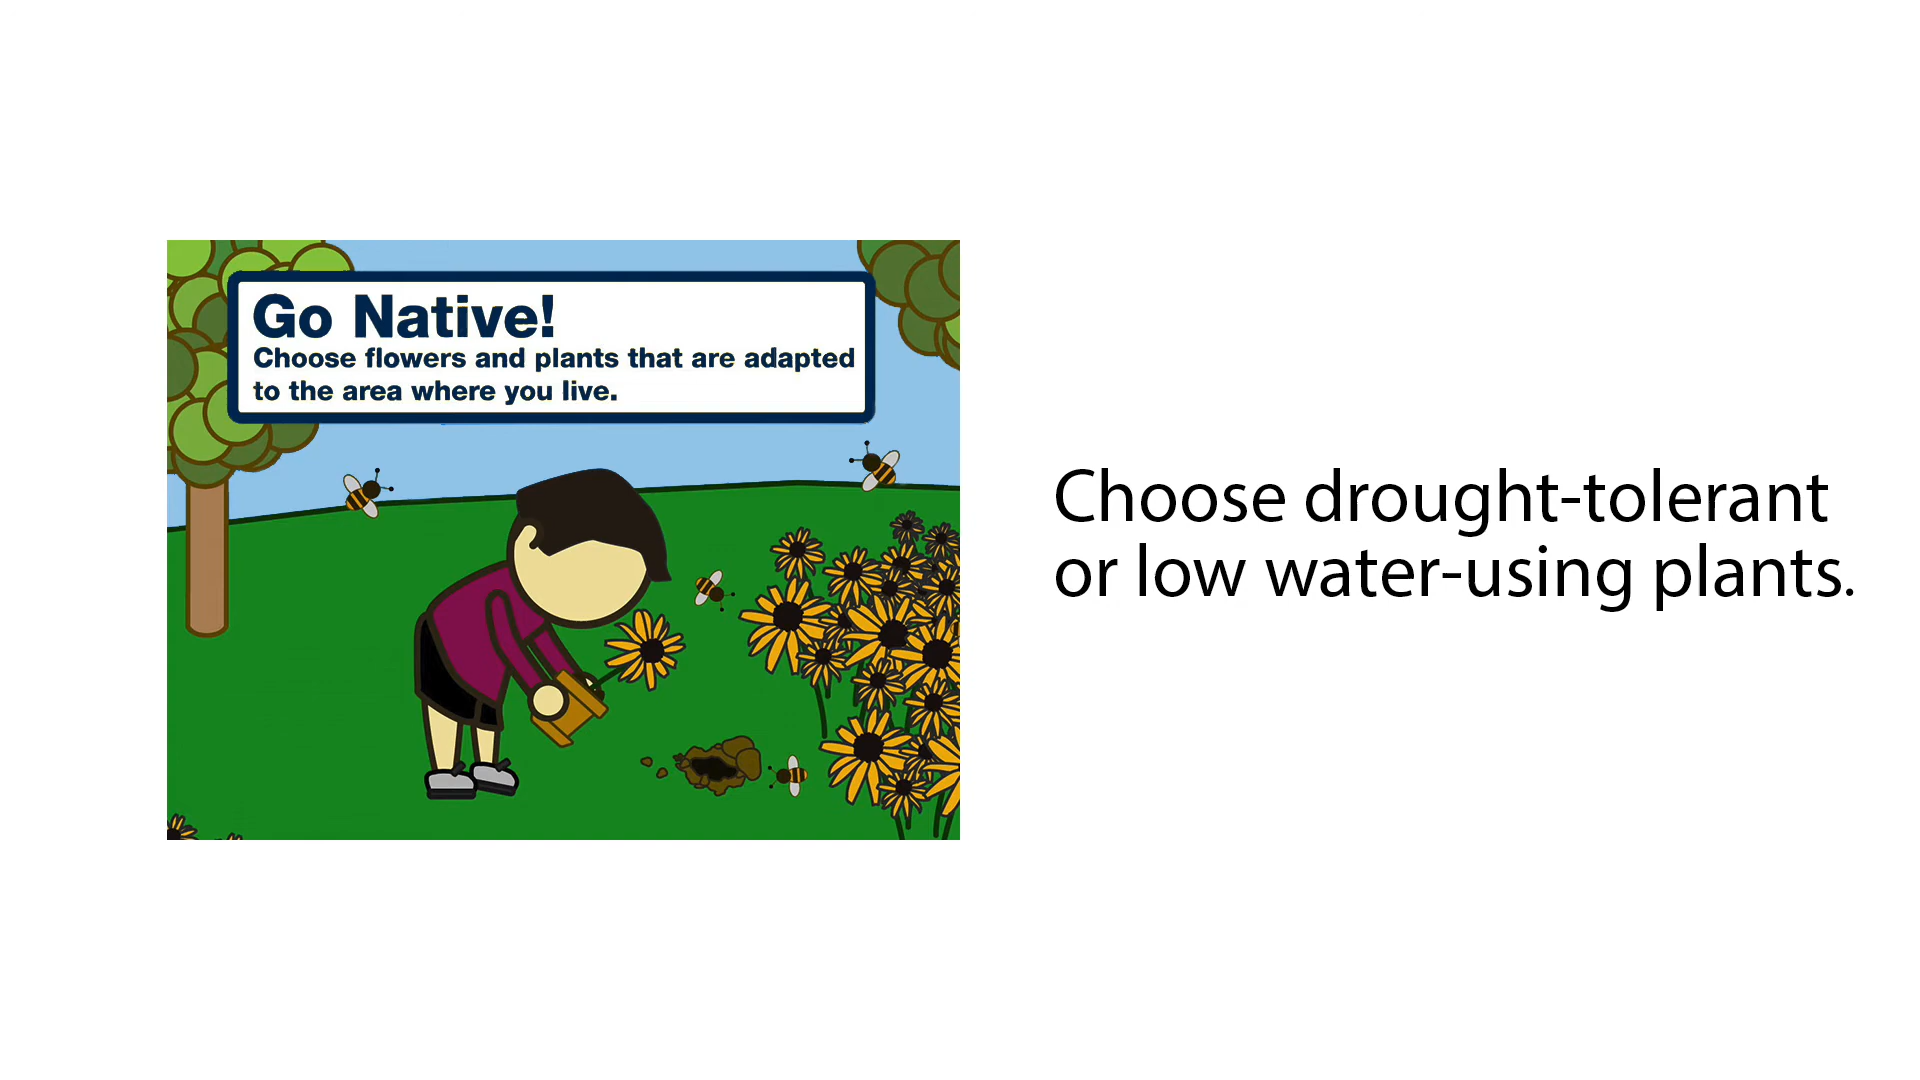 Go Native!
Choose flowers and plants that are adapted
to the area where you live.
Choose drought-tolerant
or low water-using plants.